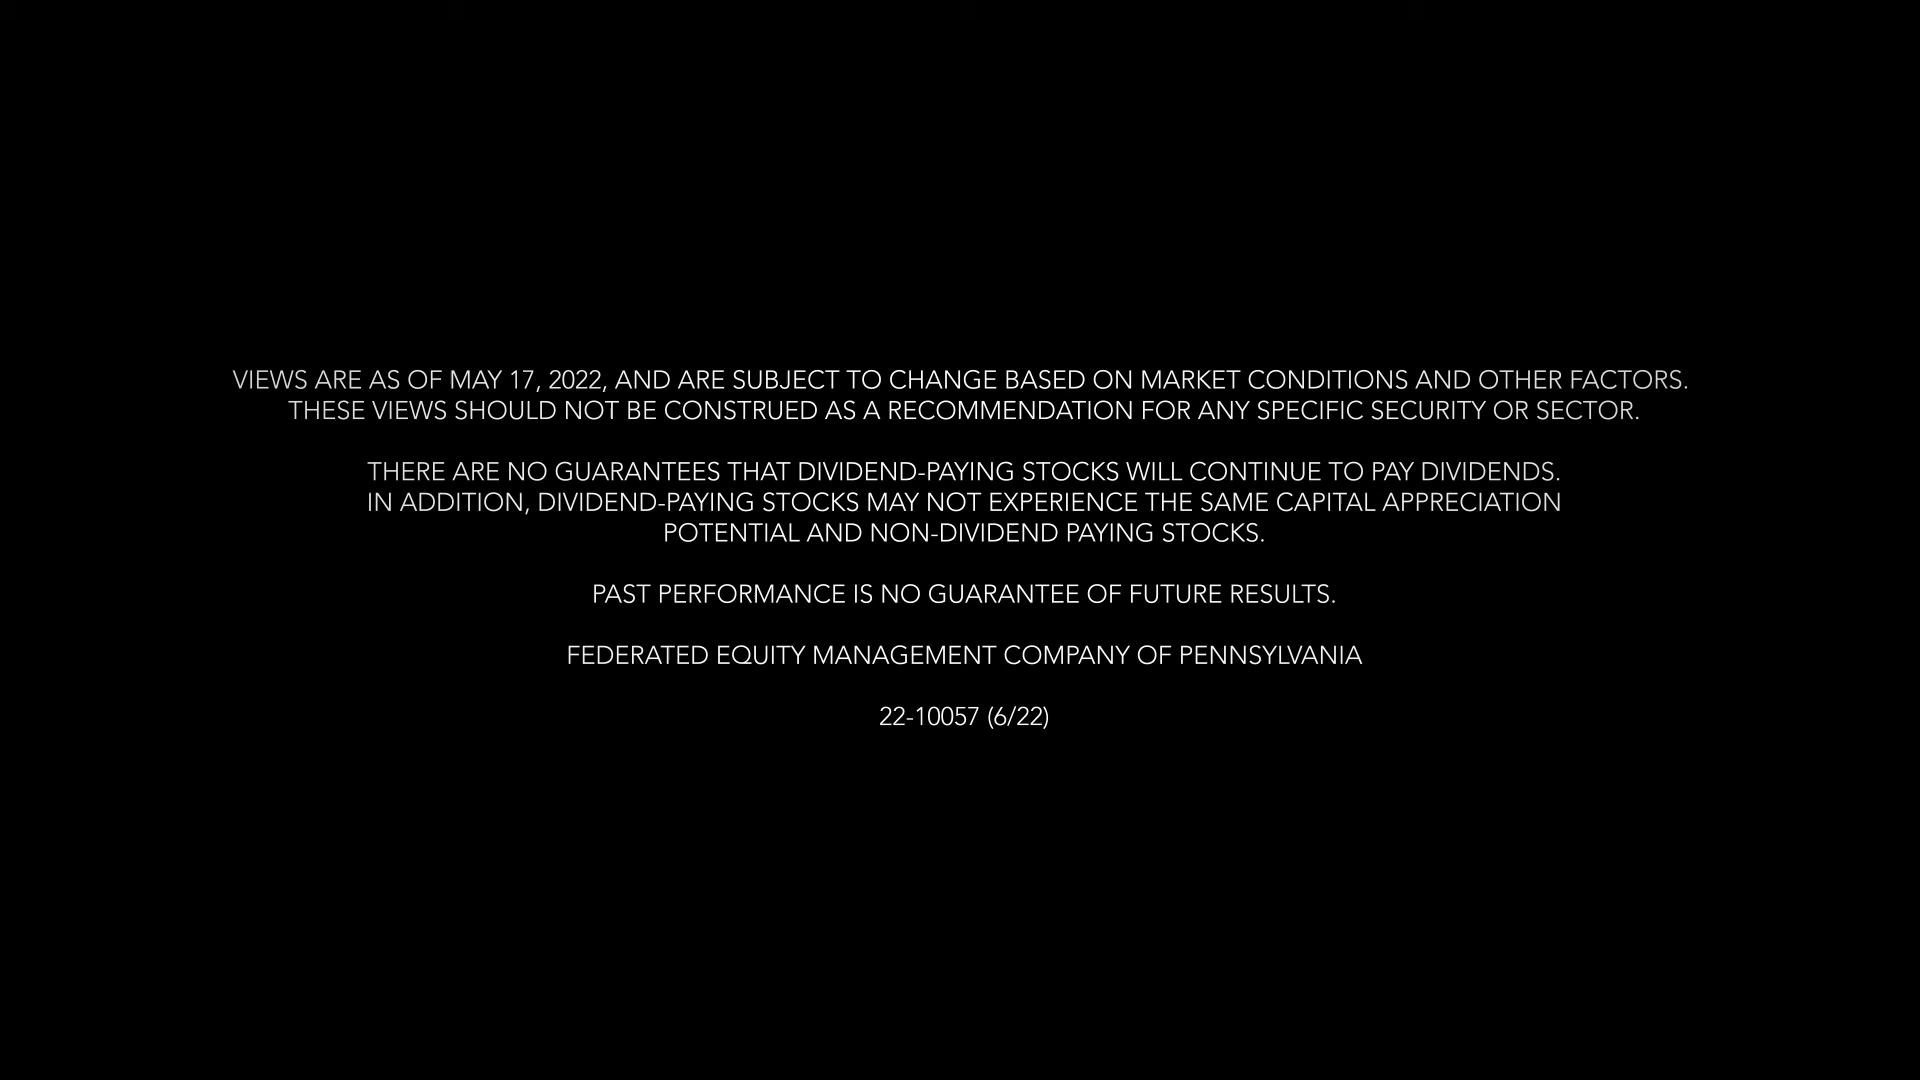 VIEWS ARE AS OF MAY 17, 2022, AND ARE SUBJECT TO CHANGE BASED ON MARKET CONDITIONS AND OTHER FACTORS.
THESE VIEWS SHOULD NOT BE CONSTRUED AS A RECOMMENDATION FOR ANY SPECIFIC SECURITY OR SECTOR.
THERE ARE NO GUARANTEES THAT DIVIDEND-PAYING STOCKS WILL CONTINUE TO PAY DIVIDENDS.
IN ADDITION, DIVIDEND-PAYING STOCKS MAY NOT EXPERIENCE THE SAME CAPITAL APPRECIATION
POTENTIAL AND NON-DIVIDEND PAYING STOCKS.
PAST PERFORMANCE IS NO GUARANTEE OF FUTURE RESULTS.
FEDERATED EQUITY MANAGEMENT COMPANY OF PENNSYLVANIA
22-10057 (6/22)